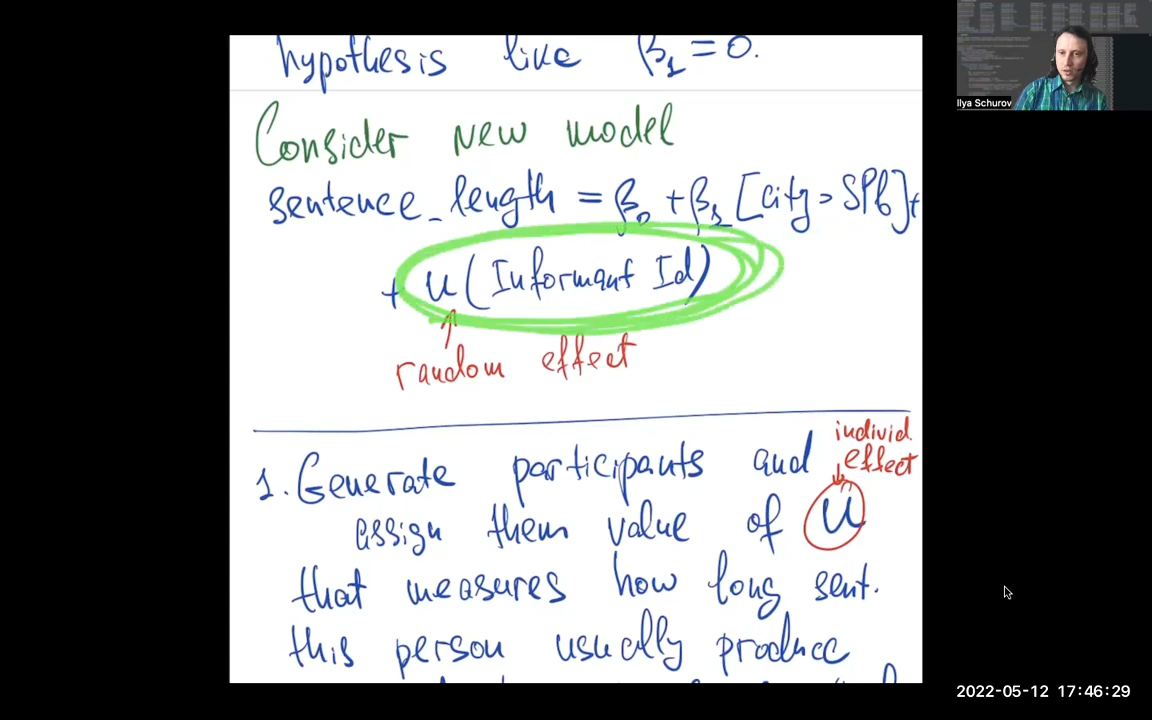 hypothesis like β₁ = 0.
Consider new model
sentence_length = β₀ + β₁ [city = SPb] +
+ u (Informant Id)
random effect
individ.
effect
1. Generate participants and
assign them value of u
that measures how long sent.
this person usually produce
Ilya Schurov
2022-05-12 17:46:29